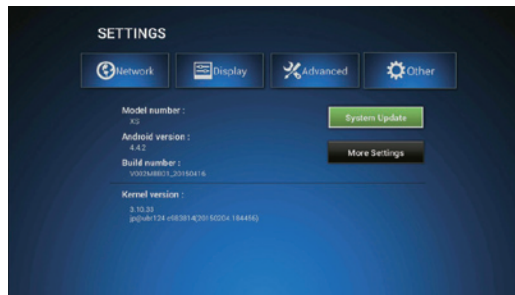 SETTINGS
Network
Display
Advanced
Other
Model number :
XS
System Update
Android version :
4.4.2
More Settings
Build number :
Kernel version :
3.10.33